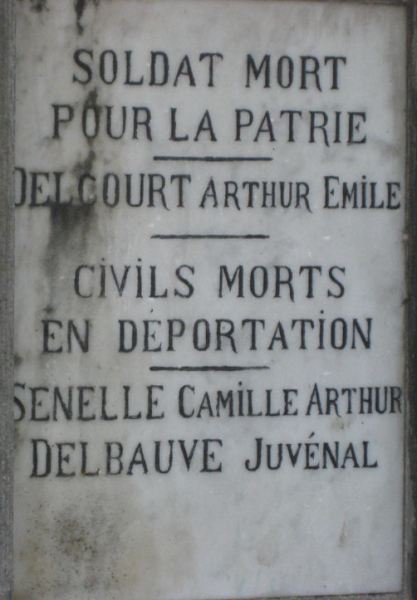 SOLDAT MORT
POUR LA PATRIE
DELCOURT ARTHUR EMILE
CIVILS MORTS
EN DÉPORTATION
SENELLE CAMILLE ARTHUR
DELBAUVE JUVÉNAL